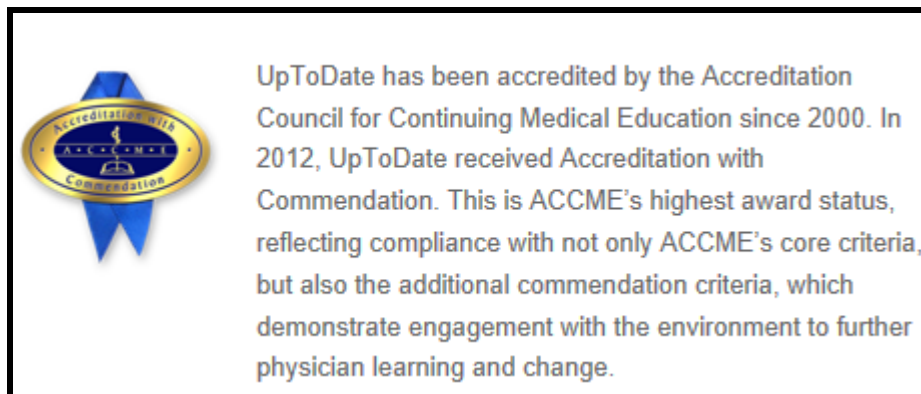 Accreditation with
A·C·C·M·E
Commendation
UpToDate has been accredited by the Accreditation
Council for Continuing Medical Education since 2000. In
2012, UpToDate received Accreditation with
Commendation. This is ACCME’s highest award status,
reflecting compliance with not only ACCME’s core criteria,
but also the additional commendation criteria, which
demonstrate engagement with the environment to further
physician learning and change.